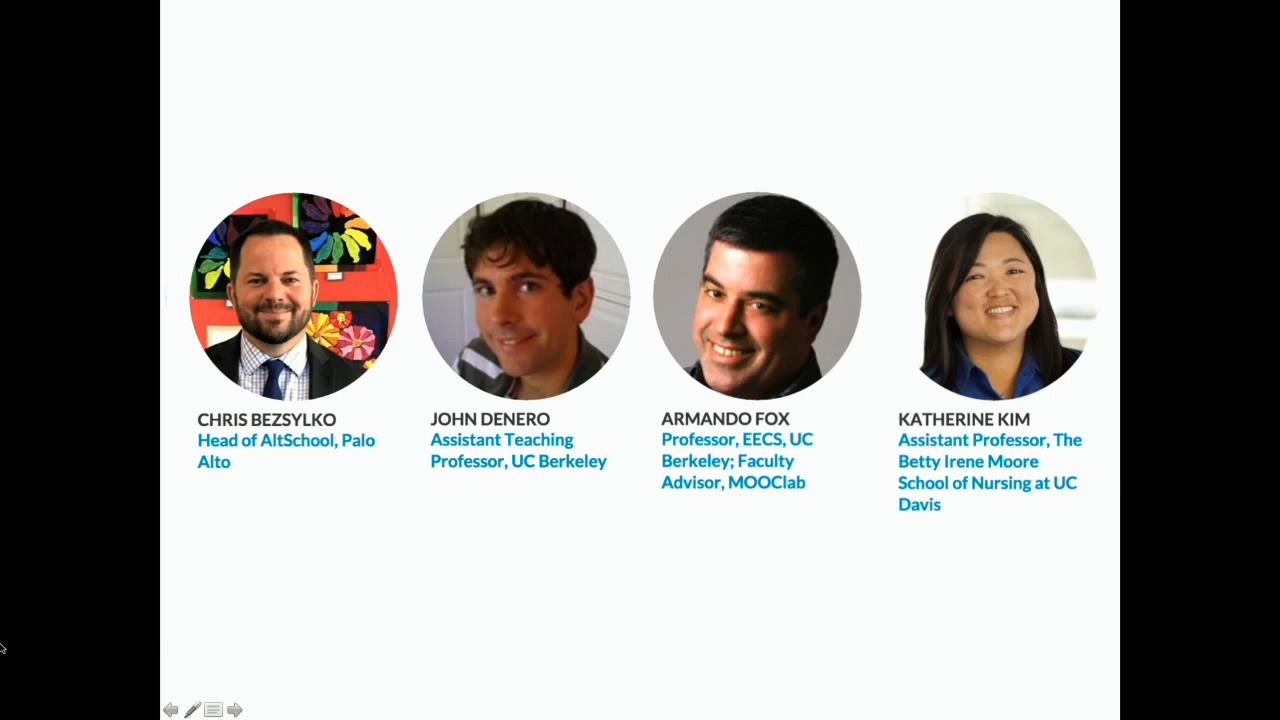 CHRIS BEZSYLKO
Head of AltSchool, Palo
Alto
JOHN DENERO
Assistant Teaching
Professor, UC Berkeley
ARMANDO FOX
Professor, EECS, UC
Berkeley; Faculty
Advisor, MOOClab
KATHERINE KIM
Assistant Professor, The
Betty Irene Moore
School of Nursing at UC
Davis